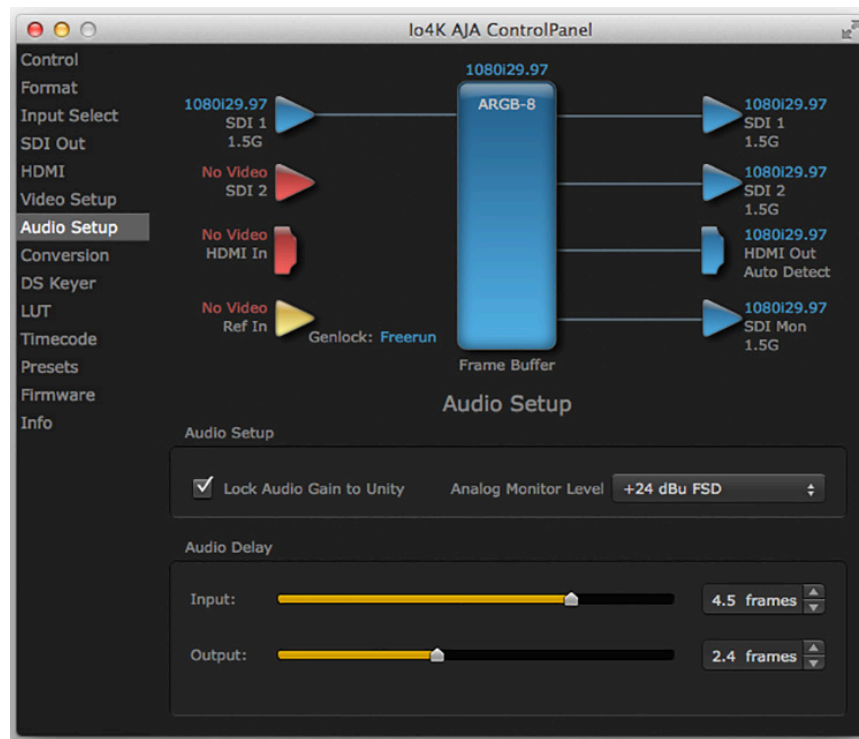 Io4K AJA ControlPanel
Control
Format
Input Select
SDI Out
HDMI
Video Setup
Audio Setup
Conversion
DS Keyer
LUT
Timecode
Presets
Firmware
Info
1080i29.97
ARGB-8
1080i29.97
SDI 1
1.5G
No Video
SDI 2
No Video
HDMI In
No Video
Ref In
Genlock: Freerun
Frame Buffer
1080i29.97
SDI 1
1.5G
1080i29.97
SDI 2
1.5G
1080i29.97
HDMI Out
Auto Detect
1080i29.97
SDI Mon
1.5G
Audio Setup
Audio Setup
Lock Audio Gain to Unity Analog Monitor Level +24 dBu FSD
Audio Delay
Input: 4.5 frames
Output: 2.4 frames